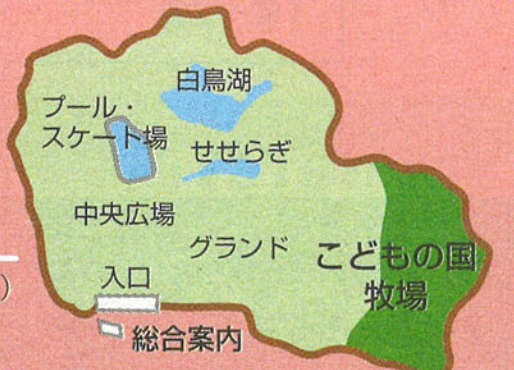 白鳥湖
プール・
スケート場
せせらぎ
中央広場
グランド
こどもの国
牧場
入口
総合案内
)